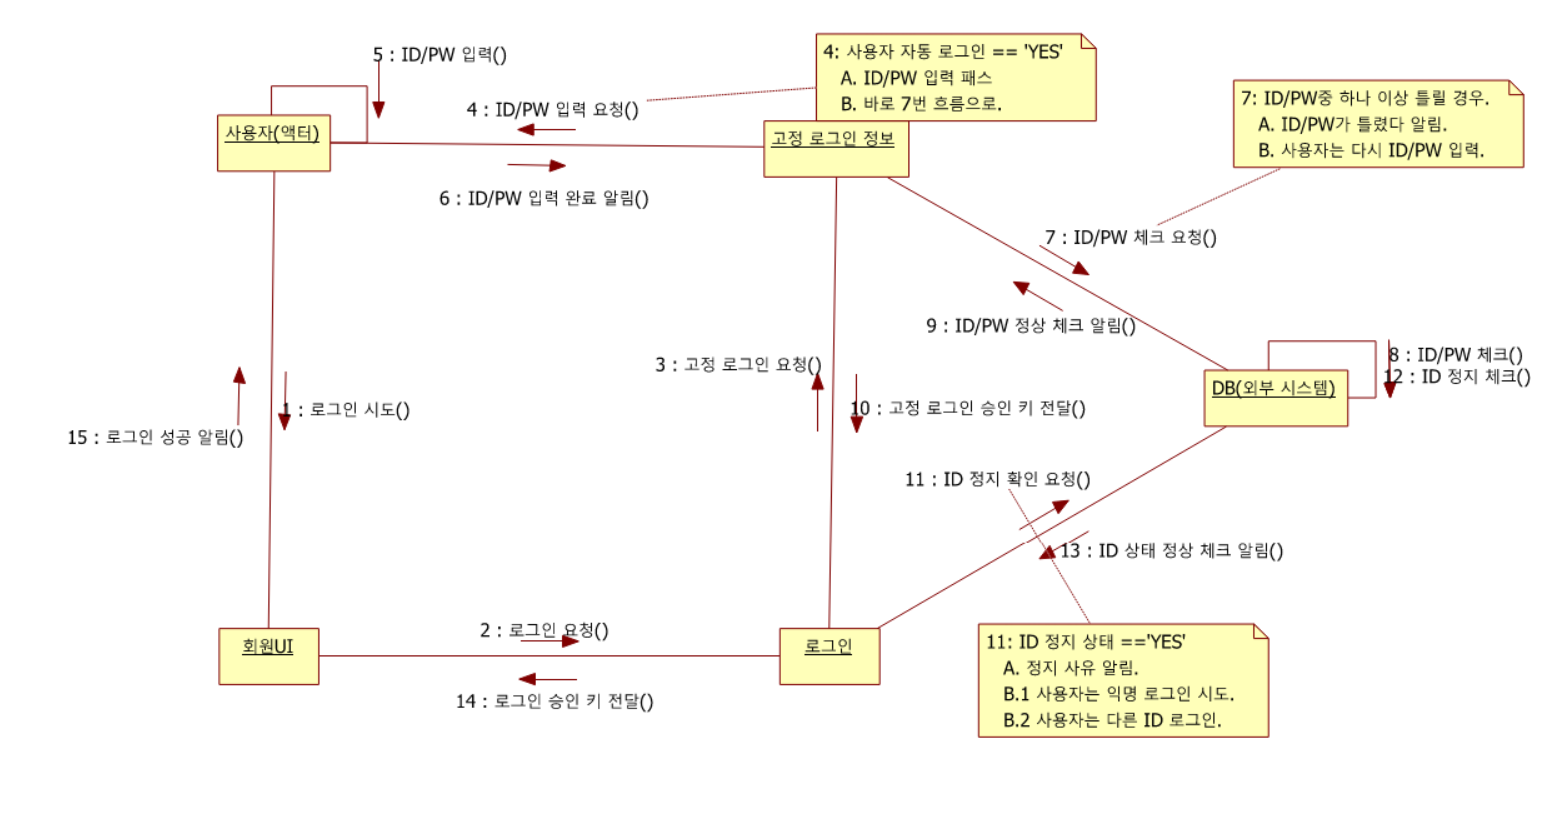 5 : ID/PW 입력()
4: 사용자 자동 로그인 == 'YES'
A. ID/PW 입력 패스
B. 바로 7번 흐름으로.
4 : ID/PW 입력 요청()
7: ID/PW중 하나 이상 틀릴 경우.
A. ID/PW가 틀렸다 알림.
B. 사용자는 다시 ID/PW 입력.
사용자(액터)
고정 로그인 정보
6 : ID/PW 입력 완료 알림()
7 : ID/PW 체크 요청()
9 : ID/PW 정상 체크 알림()
3 : 고정 로그인 요청()
8 : ID/PW 체크()
12 : ID 정지 체크()
DB(외부 시스템)
1 : 로그인 시도()
10 : 고정 로그인 승인 키 전달()
15 : 로그인 성공 알림()
11 : ID 정지 확인 요청()
13 : ID 상태 정상 체크 알림()
2 : 로그인 요청()
회원UI
로그인
14 : 로그인 승인 키 전달()
11: ID 정지 상태 =='YES'
A. 정지 사유 알림.
B.1 사용자는 익명 로그인 시도.
B.2 사용자는 다른 ID 로그인.